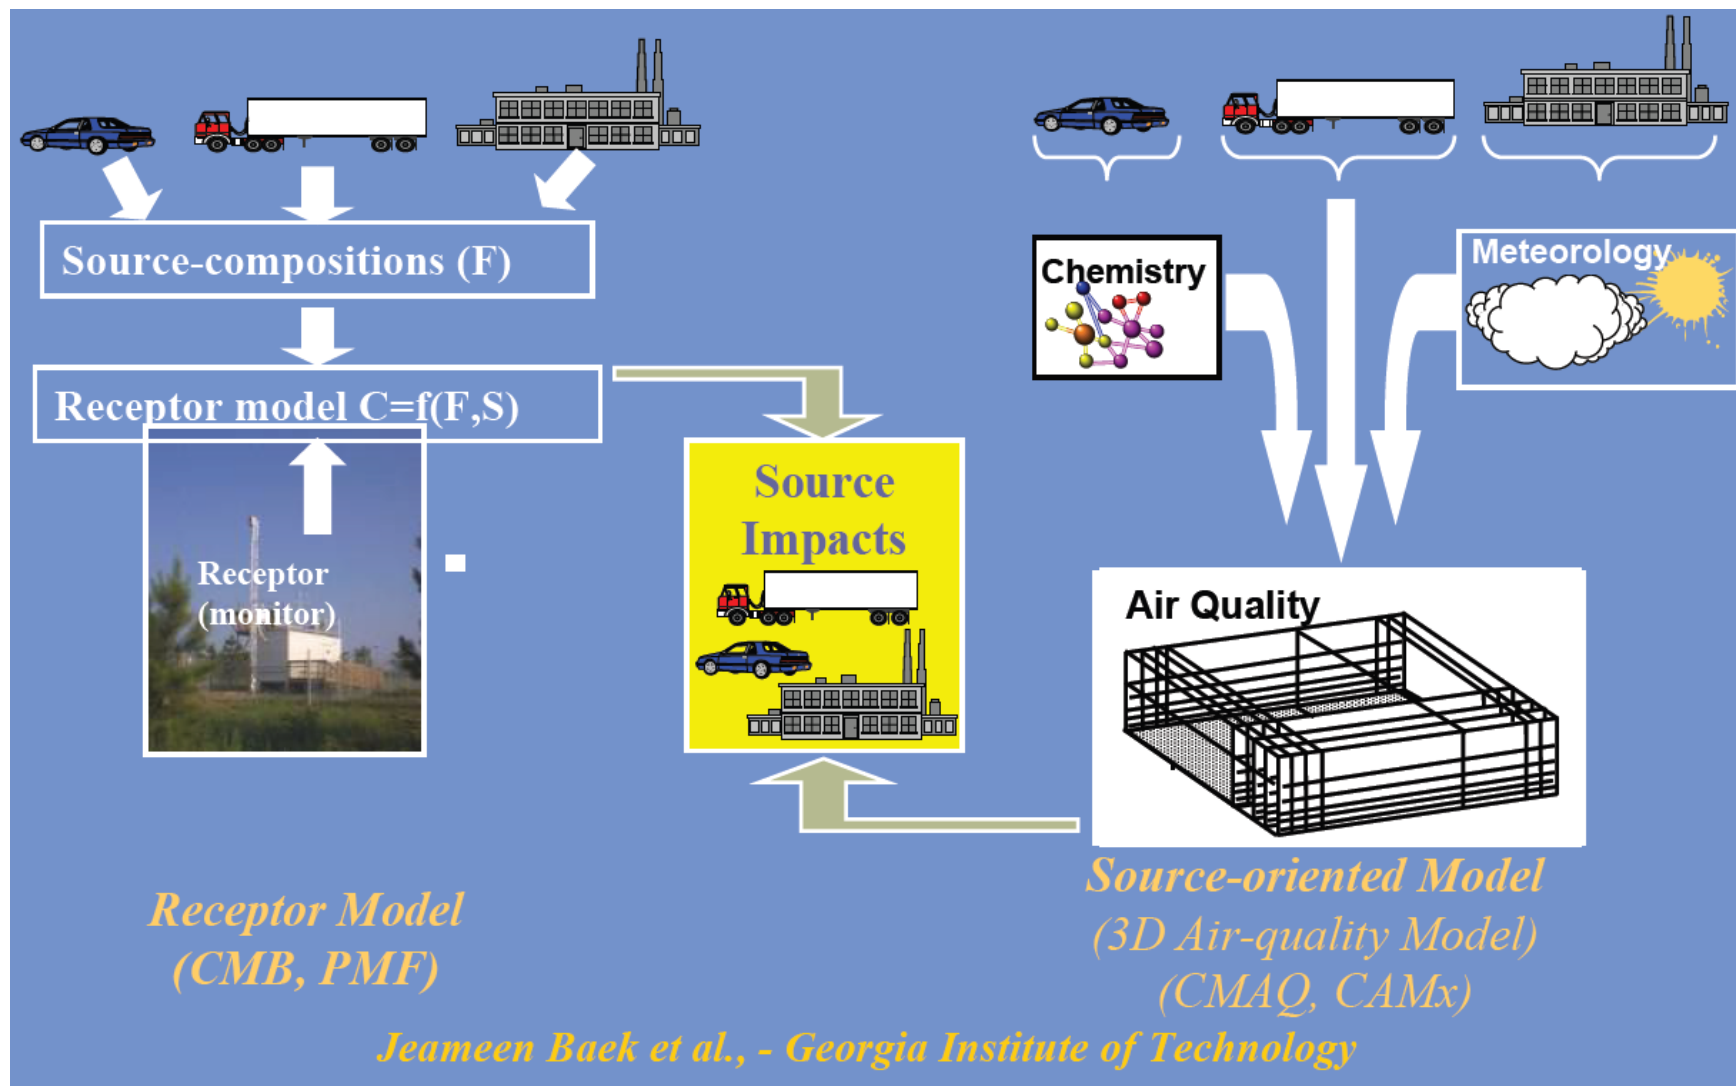 Source-compositions (F)
Receptor model C=f(F,S)
Receptor
(monitor)
Source
Impacts
Chemistry
Meteorology
Air Quality
Receptor Model
(CMB, PMF)
Source-oriented Model
(3D Air-quality Model)
(CMAQ, CAMx)
Jeameen Baek et al., - Georgia Institute of Technology